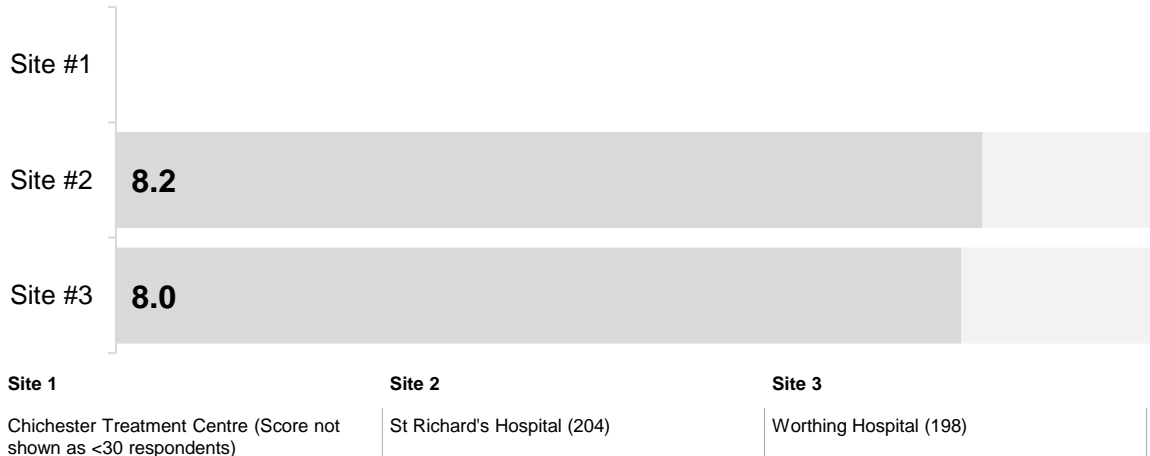 Site #1
Site #2
8.2
Site #3
8.0
Site 1
Site 2
Site 3
Chichester Treatment Centre (Score not
shown as <30 respondents)
St Richard's Hospital (204)
Worthing Hospital (198)